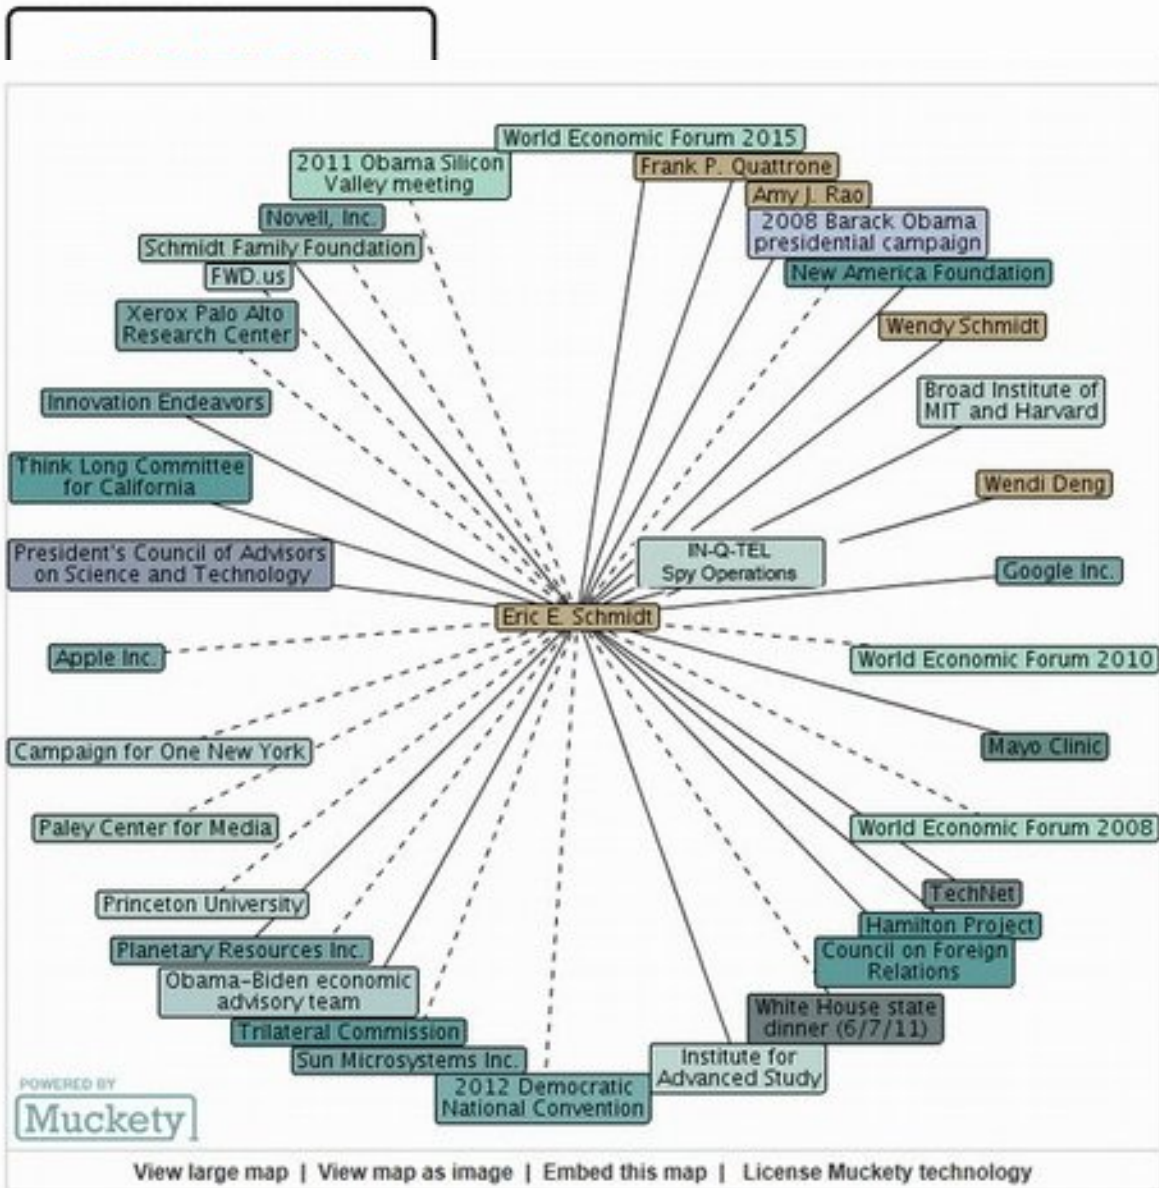 World Economic Forum 2015
2011 Obama Silicon
Valley meeting
Frank P. Quattrone
Amy J. Rao
Novell, Inc.
2008 Barack Obama
presidential campaign
Schmidt Family Foundation
FWD.us
New America Foundation
Xerox Palo Alto
Research Center
Wendy Schmidt
Innovation Endeavors
Broad Institute of
MIT and Harvard
Think Long Committee
for California
Wendi Deng
President's Council of Advisors
on Science and Technology
IN-Q-TEL
Spy Operations
Google Inc.
Eric E. Schmidt
Apple Inc.
World Economic Forum 2010
Campaign for One New York
Mayo Clinic
Paley Center for Media
World Economic Forum 2008
Princeton University
TechNet
Planetary Resources Inc.
Hamilton Project
Obama-Biden economic
advisory team
Council on Foreign
Relations
Trilateral Commission
White House state
dinner (6/7/11)
Sun Microsystems Inc.
Institute for
Advanced Study
2012 Democratic
National Convention
POWERED BY
Muckety
View large map | View map as image | Embed this map | License Muckety technology